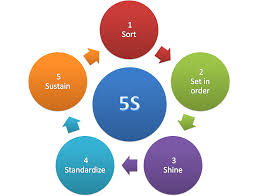 1
Sort
2
Set in
order
3
Shine
4
Standardize
5
Sustain
5S